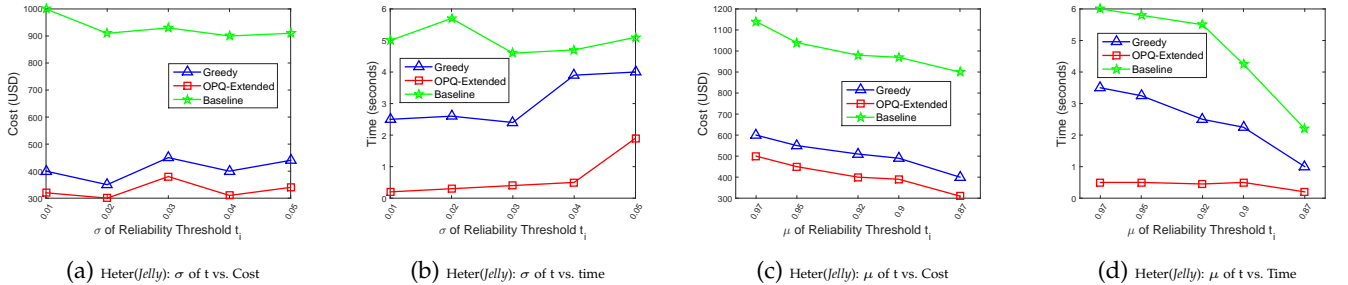 Cost (USD)
1000
900
800
700
600
500
400
300
Greedy
OPQ-Extended
Baseline
0.01
0.02
0.03
0.04
0.05
σ of Reliability Threshold t_i
(a) Heter(Jelly): σ of t vs. Cost
Time (seconds)
6
5
4
3
2
1
0
Greedy
OPQ-Extended
Baseline
0.01
0.02
0.03
0.04
0.05
σ of Reliability Threshold t_i
(b) Heter(Jelly): σ of t vs. time
Cost (USD)
1200
1100
1000
900
800
700
600
500
400
300
Greedy
OPQ-Extended
Baseline
0.97
0.95
0.92
0.9
0.87
μ of Reliability Threshold t_i
(c) Heter(Jelly): μ of t vs. Cost
Time (seconds)
6
5
4
3
2
1
0
Greedy
OPQ-Extended
Baseline
0.97
0.95
0.92
0.9
0.87
μ of Reliability Threshold t_i
(d) Heter(Jelly): μ of t vs. Time